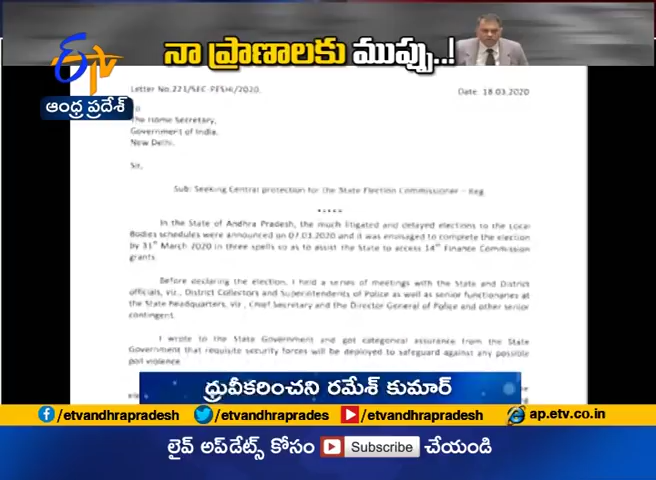 ETV
ఆంధ్ర ప్రదేశ్
నా ప్రాణాలకు ముప్పు..!
Letter No.221/SEC-PESHI/2020,
Date: 18.03.2020
To
The Home Secretary,
Government of India,
New Delhi.
Sir,
Sub: Seeking Central protection for the State Election Commissioner – Reg
*****
In the State of Andhra Pradesh, the much litigated and delayed elections to the Local
Bodies schedules were announced on 07.03.2020 and it was envisaged to complete the election
by 31st March 2020 in three spells so as to assist the State to access 14th Finance Commission
grants.
Before declaring the election, I held a series of meetings with the State and District
officials, viz., District Collectors and Superintendents of Police as well as senior functionaries at
the State Headquarters, viz., Chief Secretary and the Director General of Police and other senior
contingent.
I wrote to the State Government and got categorical assurance from the State
Government that requisite security forces will be deployed to safeguard against any possible
poll violence.
ధ్రువీకరించని రమేశ్ కుమార్
/etvandhrapradesh
/etvandhraprades
/etvandhrapradesh
ap.etv.co.in
లైవ్ అప్‌డేట్స్ కోసం Subscribe చేయండి